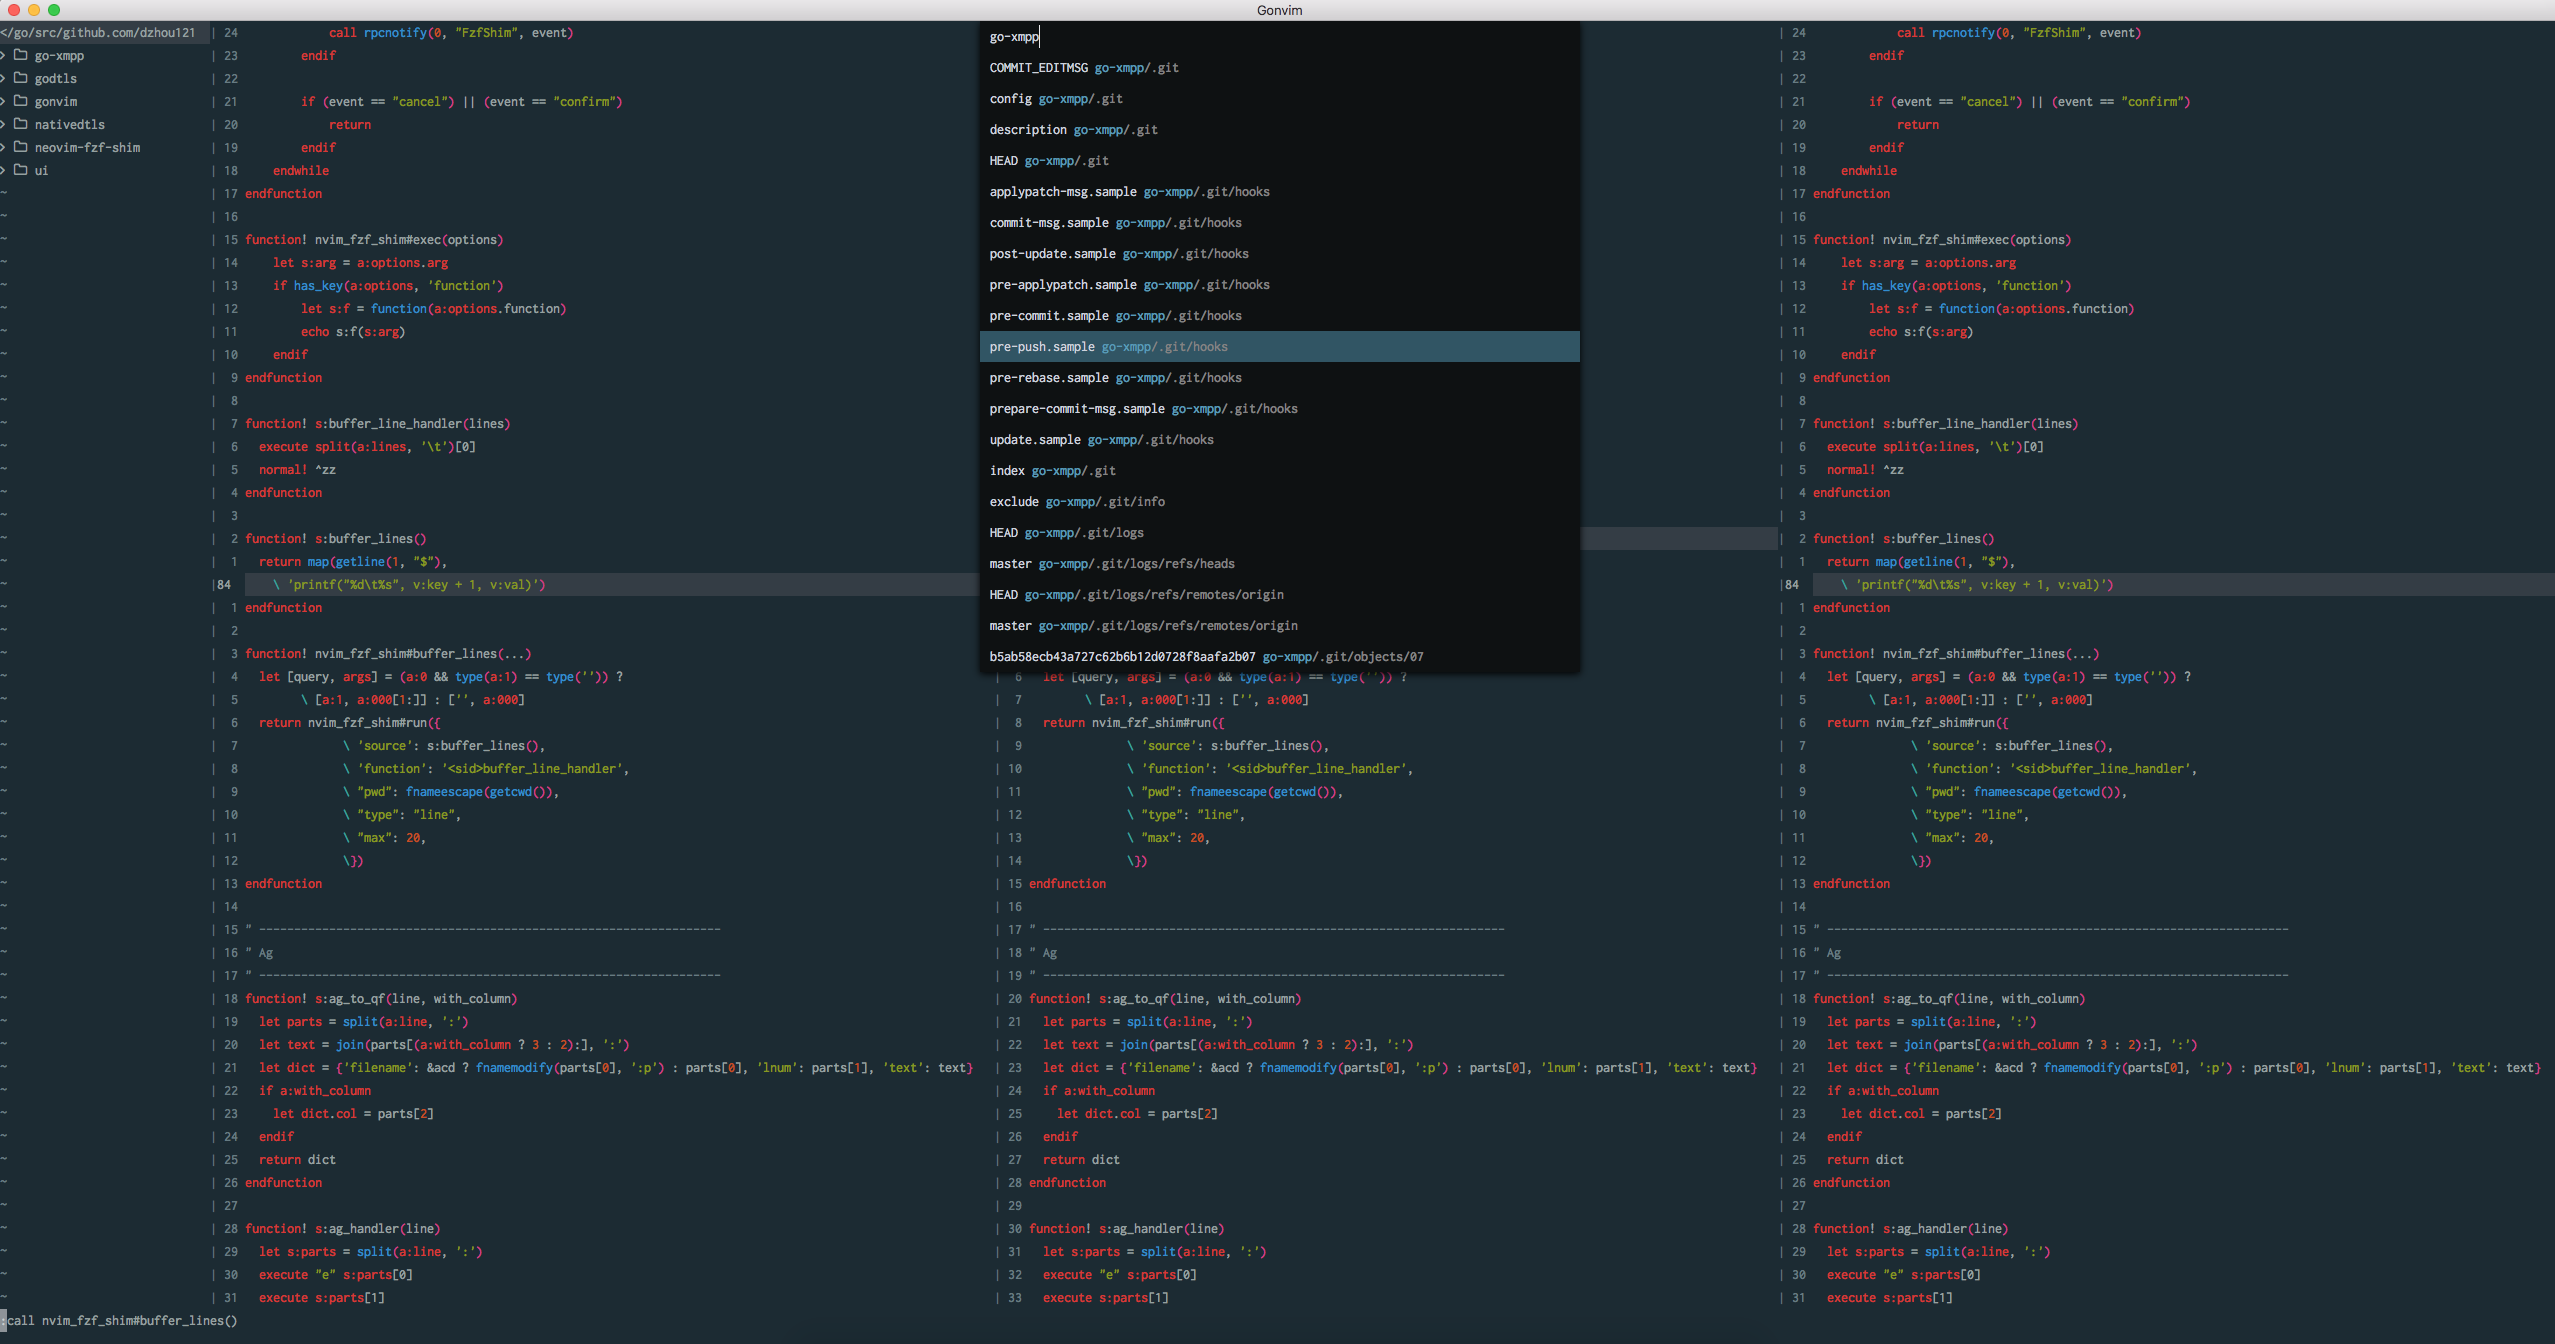 Gonvim
</go/src/github.com/dzhou121
> go-xmpp
> godtls
> gonvim
> nativedtls
> neovim-fzf-shim
> ui
| 24             call rpcnotify(0, "FzfShim", event)
| 23         endif
| 22
| 21         if (event == "cancel") || (event == "confirm")
| 20             return
| 19         endif
| 18     endwhile
| 17 endfunction
| 16
| 15 function! nvim_fzf_shim#exec(options)
| 14     let s:arg = a:options.arg
| 13     if has_key(a:options, 'function')
| 12         let s:f = function(a:options.function)
| 11         echo s:f(s:arg)
| 10     endif
|  9 endfunction
|  8
|  7 function! s:buffer_line_handler(lines)
|  6   execute split(a:lines, '\t')[0]
|  5   normal! ^zz
|  4 endfunction
|  3
|  2 function! s:buffer_lines()
|  1   return map(getline(1, "$"),
|84      \ 'printf("%d\t%s", v:key + 1, v:val)')
|  1 endfunction
|  2
|  3 function! nvim_fzf_shim#buffer_lines(...)
|  4   let [query, args] = (a:0 && type(a:1) == type('')) ?
|  5         \ [a:1, a:000[1:]] : ['', a:000]
|  6   return nvim_fzf_shim#run({
|  7               \ 'source': s:buffer_lines(),
|  8               \ 'function': '<sid>buffer_line_handler',
|  9               \ "pwd": fnameescape(getcwd()),
| 10               \ "type": "line",
| 11               \ "max": 20,
| 12               \})
| 13 endfunction
| 14
| 15 " ------------------------------------------------------------------
| 16 " Ag
| 17 " ------------------------------------------------------------------
| 18 function! s:ag_to_qf(line, with_column)
| 19   let parts = split(a:line, ':')
| 20   let text = join(parts[(a:with_column ? 3 : 2):], ':')
| 21   let dict = {'filename': &acd ? fnamemodify(parts[0], ':p') : parts[0], 'lnum': parts[1], 'text': text}
| 22   if a:with_column
| 23     let dict.col = parts[2]
| 24   endif
| 25   return dict
| 26 endfunction
| 27
| 28 function! s:ag_handler(line)
| 29   let s:parts = split(a:line, ':')
| 30   execute "e" s:parts[0]
| 31   execute s:parts[1]
go-xmpp
COMMIT_EDITMSG go-xmpp/.git
config go-xmpp/.git
description go-xmpp/.git
HEAD go-xmpp/.git
applypatch-msg.sample go-xmpp/.git/hooks
commit-msg.sample go-xmpp/.git/hooks
post-update.sample go-xmpp/.git/hooks
pre-applypatch.sample go-xmpp/.git/hooks
pre-commit.sample go-xmpp/.git/hooks
pre-push.sample go-xmpp/.git/hooks
pre-rebase.sample go-xmpp/.git/hooks
prepare-commit-msg.sample go-xmpp/.git/hooks
update.sample go-xmpp/.git/hooks
index go-xmpp/.git
exclude go-xmpp/.git/info
HEAD go-xmpp/.git/logs
master go-xmpp/.git/logs/refs/heads
HEAD go-xmpp/.git/logs/refs/remotes/origin
master go-xmpp/.git/logs/refs/remotes/origin
b5ab58ecb43a727c62b6b12d0728f8aafa2b07 go-xmpp/.git/objects/07
|  6   let [query, args] = (a:0 && type(a:1) == type('')) ?
|  7         \ [a:1, a:000[1:]] : ['', a:000]
|  8   return nvim_fzf_shim#run({
|  9               \ 'source': s:buffer_lines(),
| 10               \ 'function': '<sid>buffer_line_handler',
| 11               \ "pwd": fnameescape(getcwd()),
| 12               \ "type": "line",
| 13               \ "max": 20,
| 14               \})
| 15 endfunction
| 16
| 17 " ------------------------------------------------------------------
| 18 " Ag
| 19 " ------------------------------------------------------------------
| 20 function! s:ag_to_qf(line, with_column)
| 21   let parts = split(a:line, ':')
| 22   let text = join(parts[(a:with_column ? 3 : 2):], ':')
| 23   let dict = {'filename': &acd ? fnamemodify(parts[0], ':p') : parts[0], 'lnum': parts[1], 'text': text}
| 24   if a:with_column
| 25     let dict.col = parts[2]
| 26   endif
| 27   return dict
| 28 endfunction
| 29
| 30 function! s:ag_handler(line)
| 31   let s:parts = split(a:line, ':')
| 32   execute "e" s:parts[0]
| 33   execute s:parts[1]
| 24             call rpcnotify(0, "FzfShim", event)
| 23         endif
| 22
| 21         if (event == "cancel") || (event == "confirm")
| 20             return
| 19         endif
| 18     endwhile
| 17 endfunction
| 16
| 15 function! nvim_fzf_shim#exec(options)
| 14     let s:arg = a:options.arg
| 13     if has_key(a:options, 'function')
| 12         let s:f = function(a:options.function)
| 11         echo s:f(s:arg)
| 10     endif
|  9 endfunction
|  8
|  7 function! s:buffer_line_handler(lines)
|  6   execute split(a:lines, '\t')[0]
|  5   normal! ^zz
|  4 endfunction
|  3
|  2 function! s:buffer_lines()
|  1   return map(getline(1, "$"),
|84      \ 'printf("%d\t%s", v:key + 1, v:val)')
|  1 endfunction
|  2
|  3 function! nvim_fzf_shim#buffer_lines(...)
|  4   let [query, args] = (a:0 && type(a:1) == type('')) ?
|  5         \ [a:1, a:000[1:]] : ['', a:000]
|  6   return nvim_fzf_shim#run({
|  7               \ 'source': s:buffer_lines(),
|  8               \ 'function': '<sid>buffer_line_handler',
|  9               \ "pwd": fnameescape(getcwd()),
| 10               \ "type": "line",
| 11               \ "max": 20,
| 12               \})
| 13 endfunction
| 14
| 15 " ------------------------------------------------------------------
| 16 " Ag
| 17 " ------------------------------------------------------------------
| 18 function! s:ag_to_qf(line, with_column)
| 19   let parts = split(a:line, ':')
| 20   let text = join(parts[(a:with_column ? 3 : 2):], ':')
| 21   let dict = {'filename': &acd ? fnamemodify(parts[0], ':p') : parts[0], 'lnum': parts[1], 'text': text}
| 22   if a:with_column
| 23     let dict.col = parts[2]
| 24   endif
| 25   return dict
| 26 endfunction
| 27
| 28 function! s:ag_handler(line)
| 29   let s:parts = split(a:line, ':')
| 30   execute "e" s:parts[0]
| 31   execute s:parts[1]
:call nvim_fzf_shim#buffer_lines()